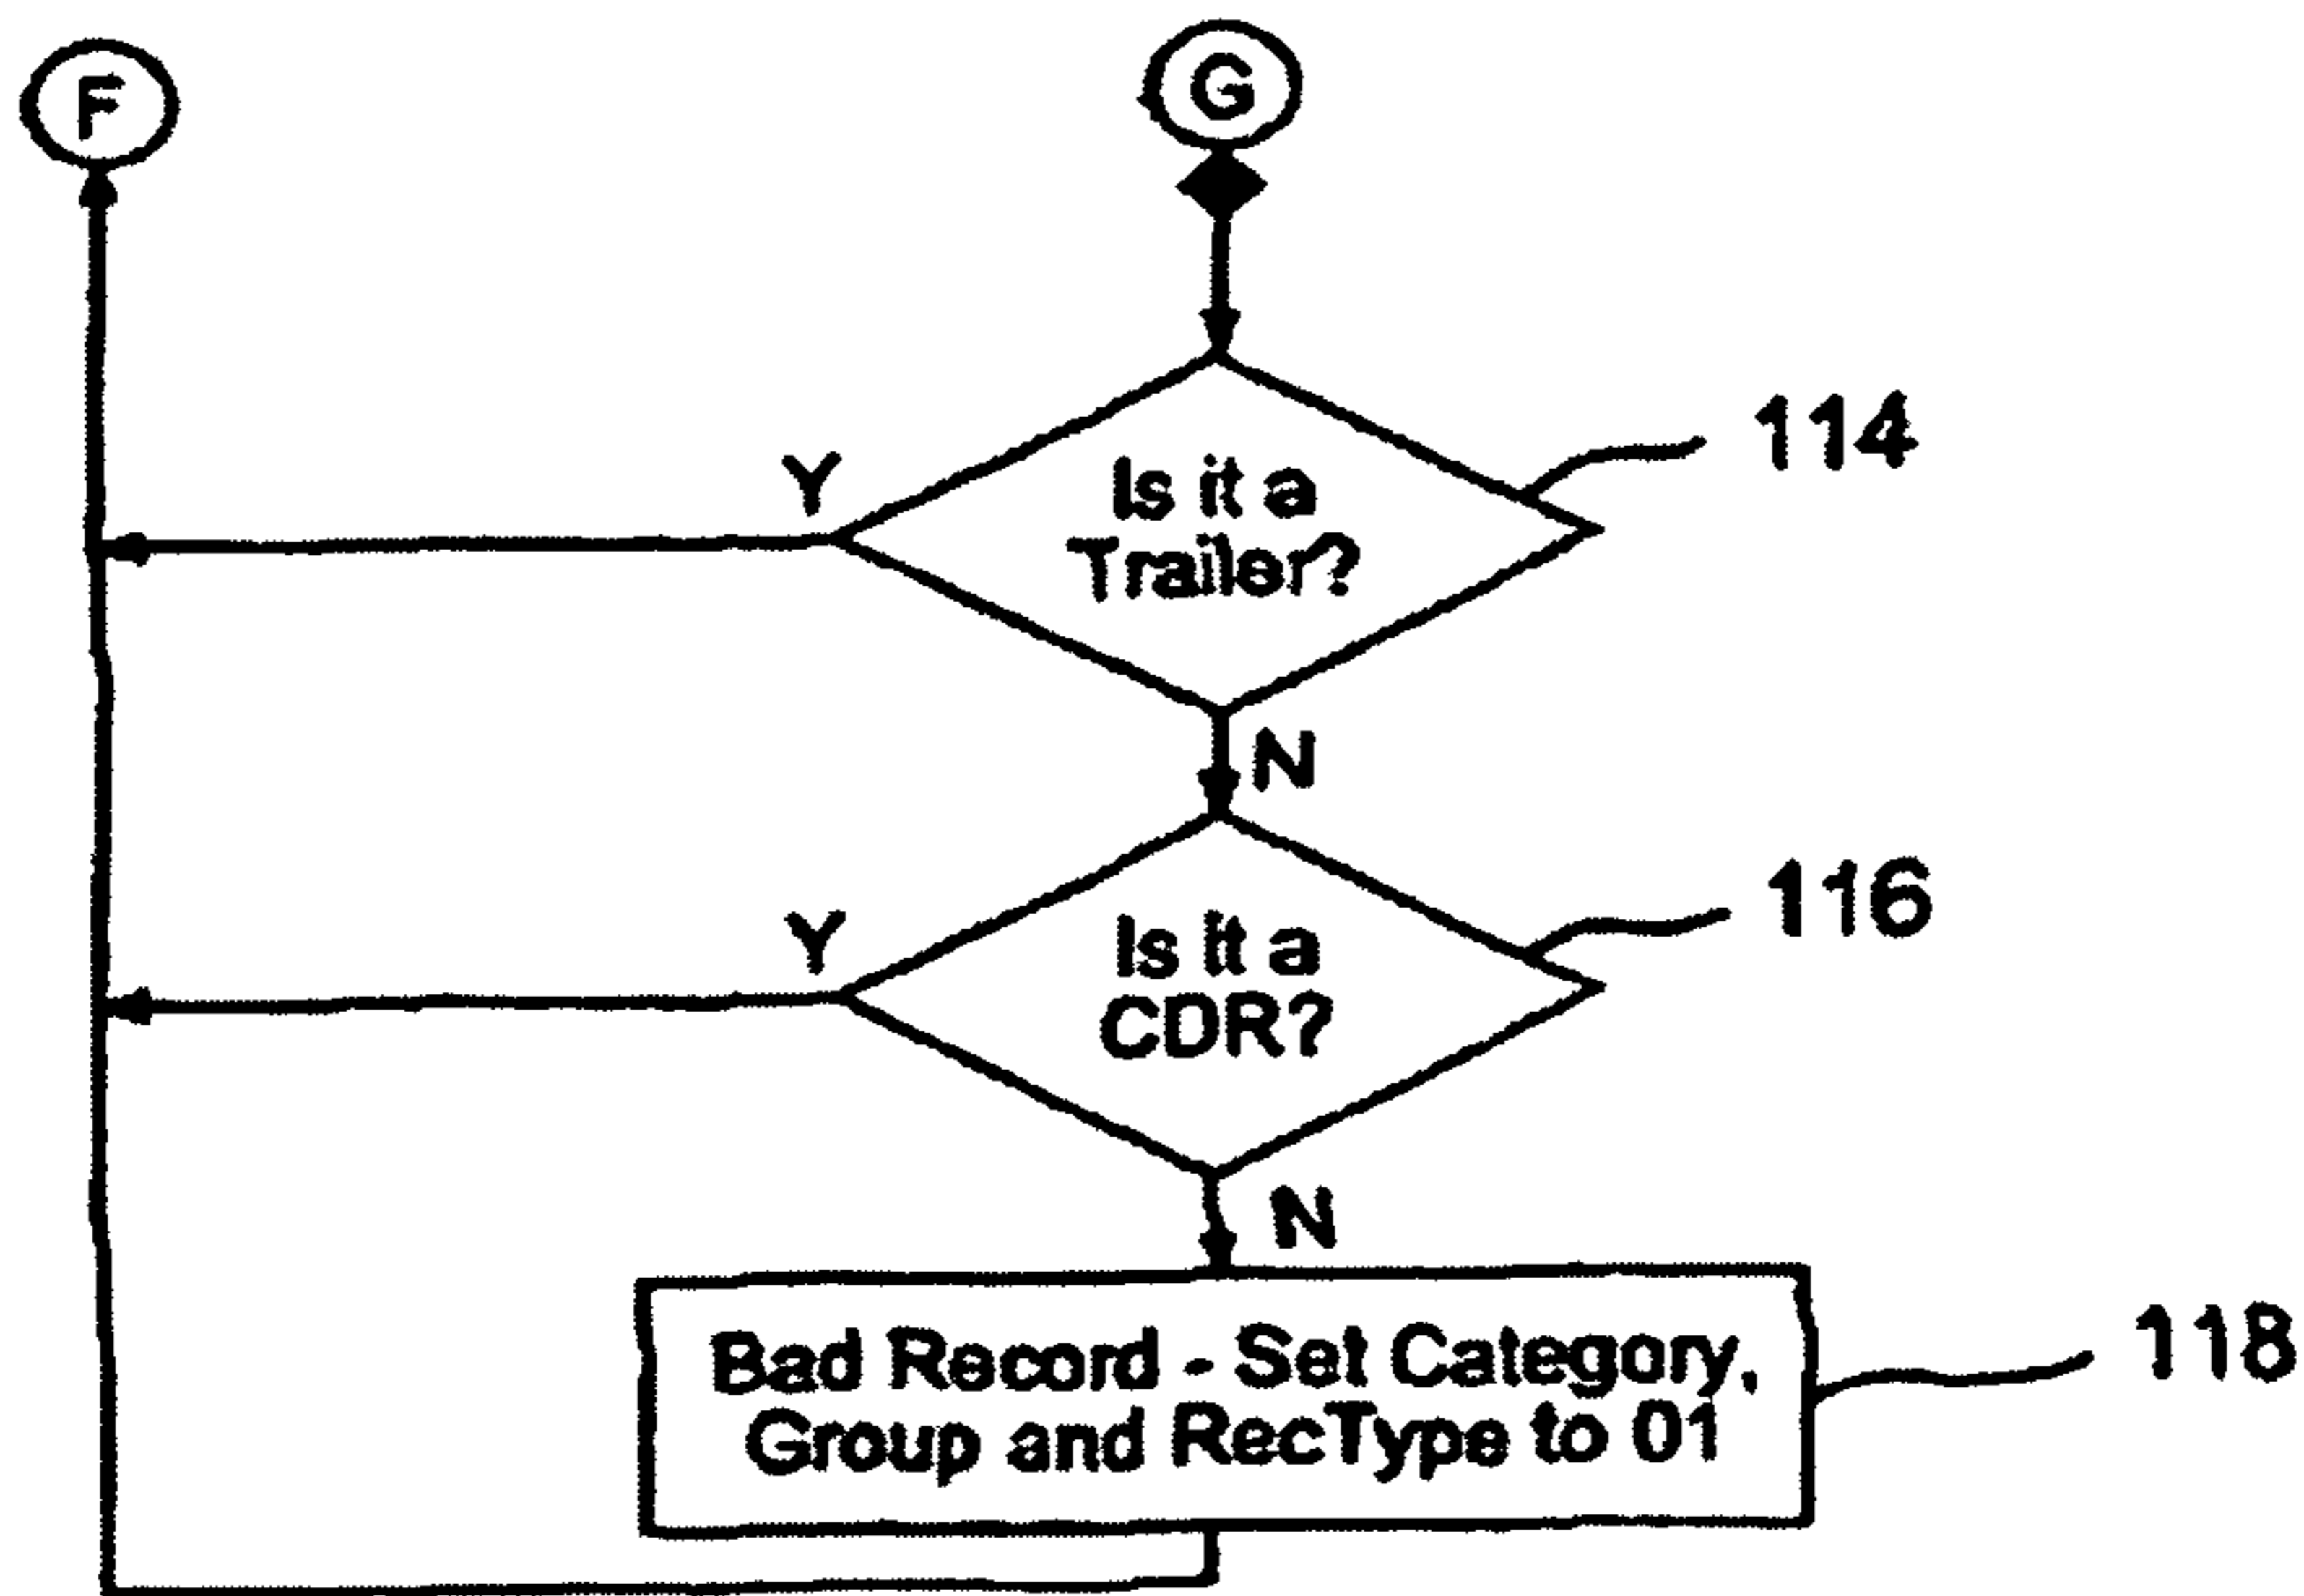 F
G
114
Y
Is it a
Trailer?
N
116
Y
Is it a
CDR?
N
118
Bad Record - Set Category,
Group and RecType to 01